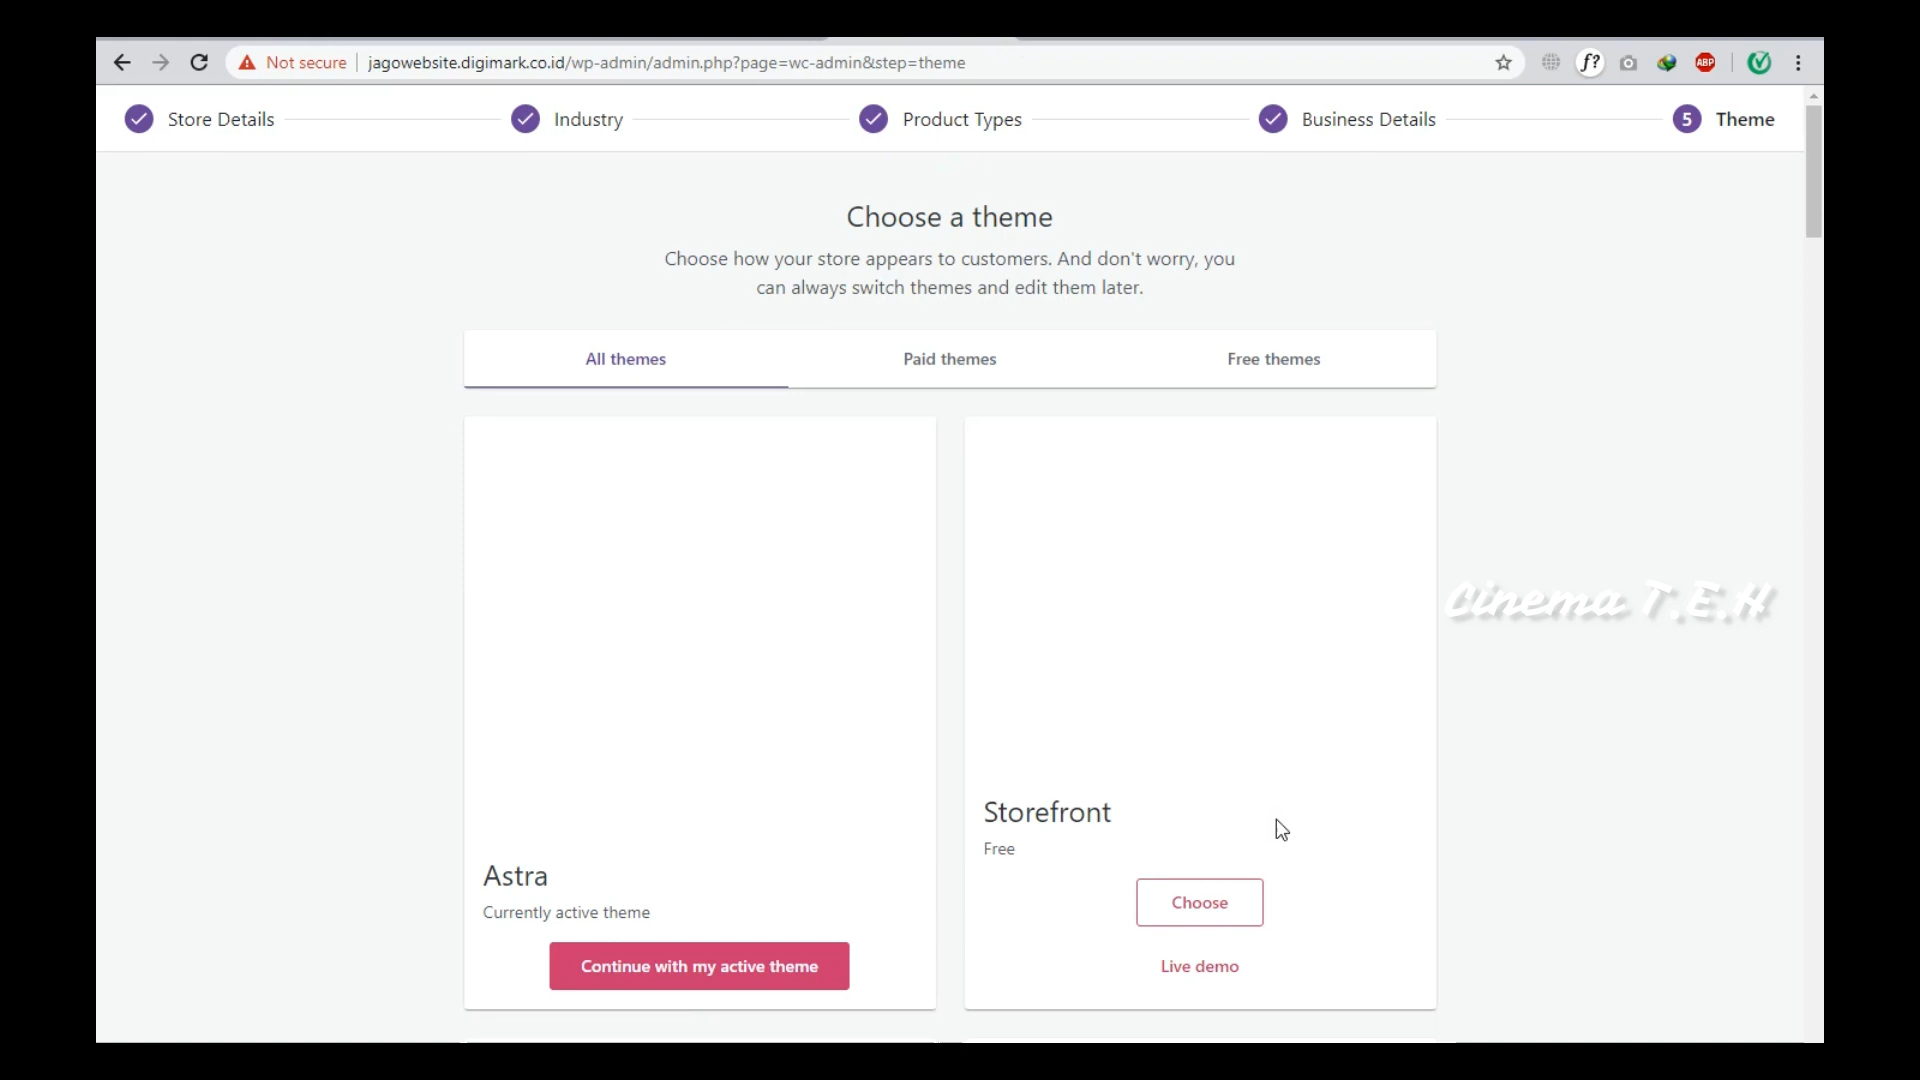 Not secure
jagowebsite.digimark.co.id/wp-admin/admin.php?page=wc-admin&step=theme
f?
ABP
Store Details
Industry
Product Types
Business Details
5 Theme
Choose a theme
Choose how your store appears to customers. And don't worry, you
can always switch themes and edit them later.
All themes
Paid themes
Free themes
Cinema T.E.H
Astra
Currently active theme
Continue with my active theme
Storefront
Free
Choose
Live demo